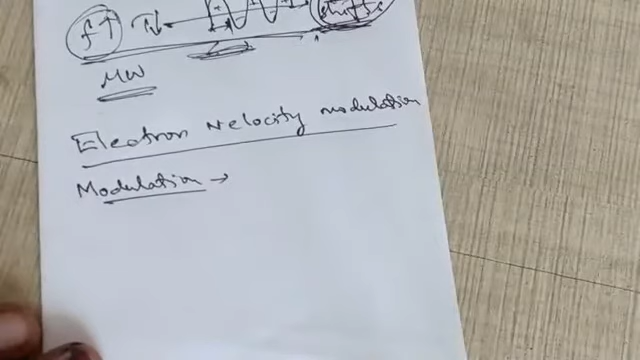 f↑ T↓
MW
Electron velocity modulation
Modulation →